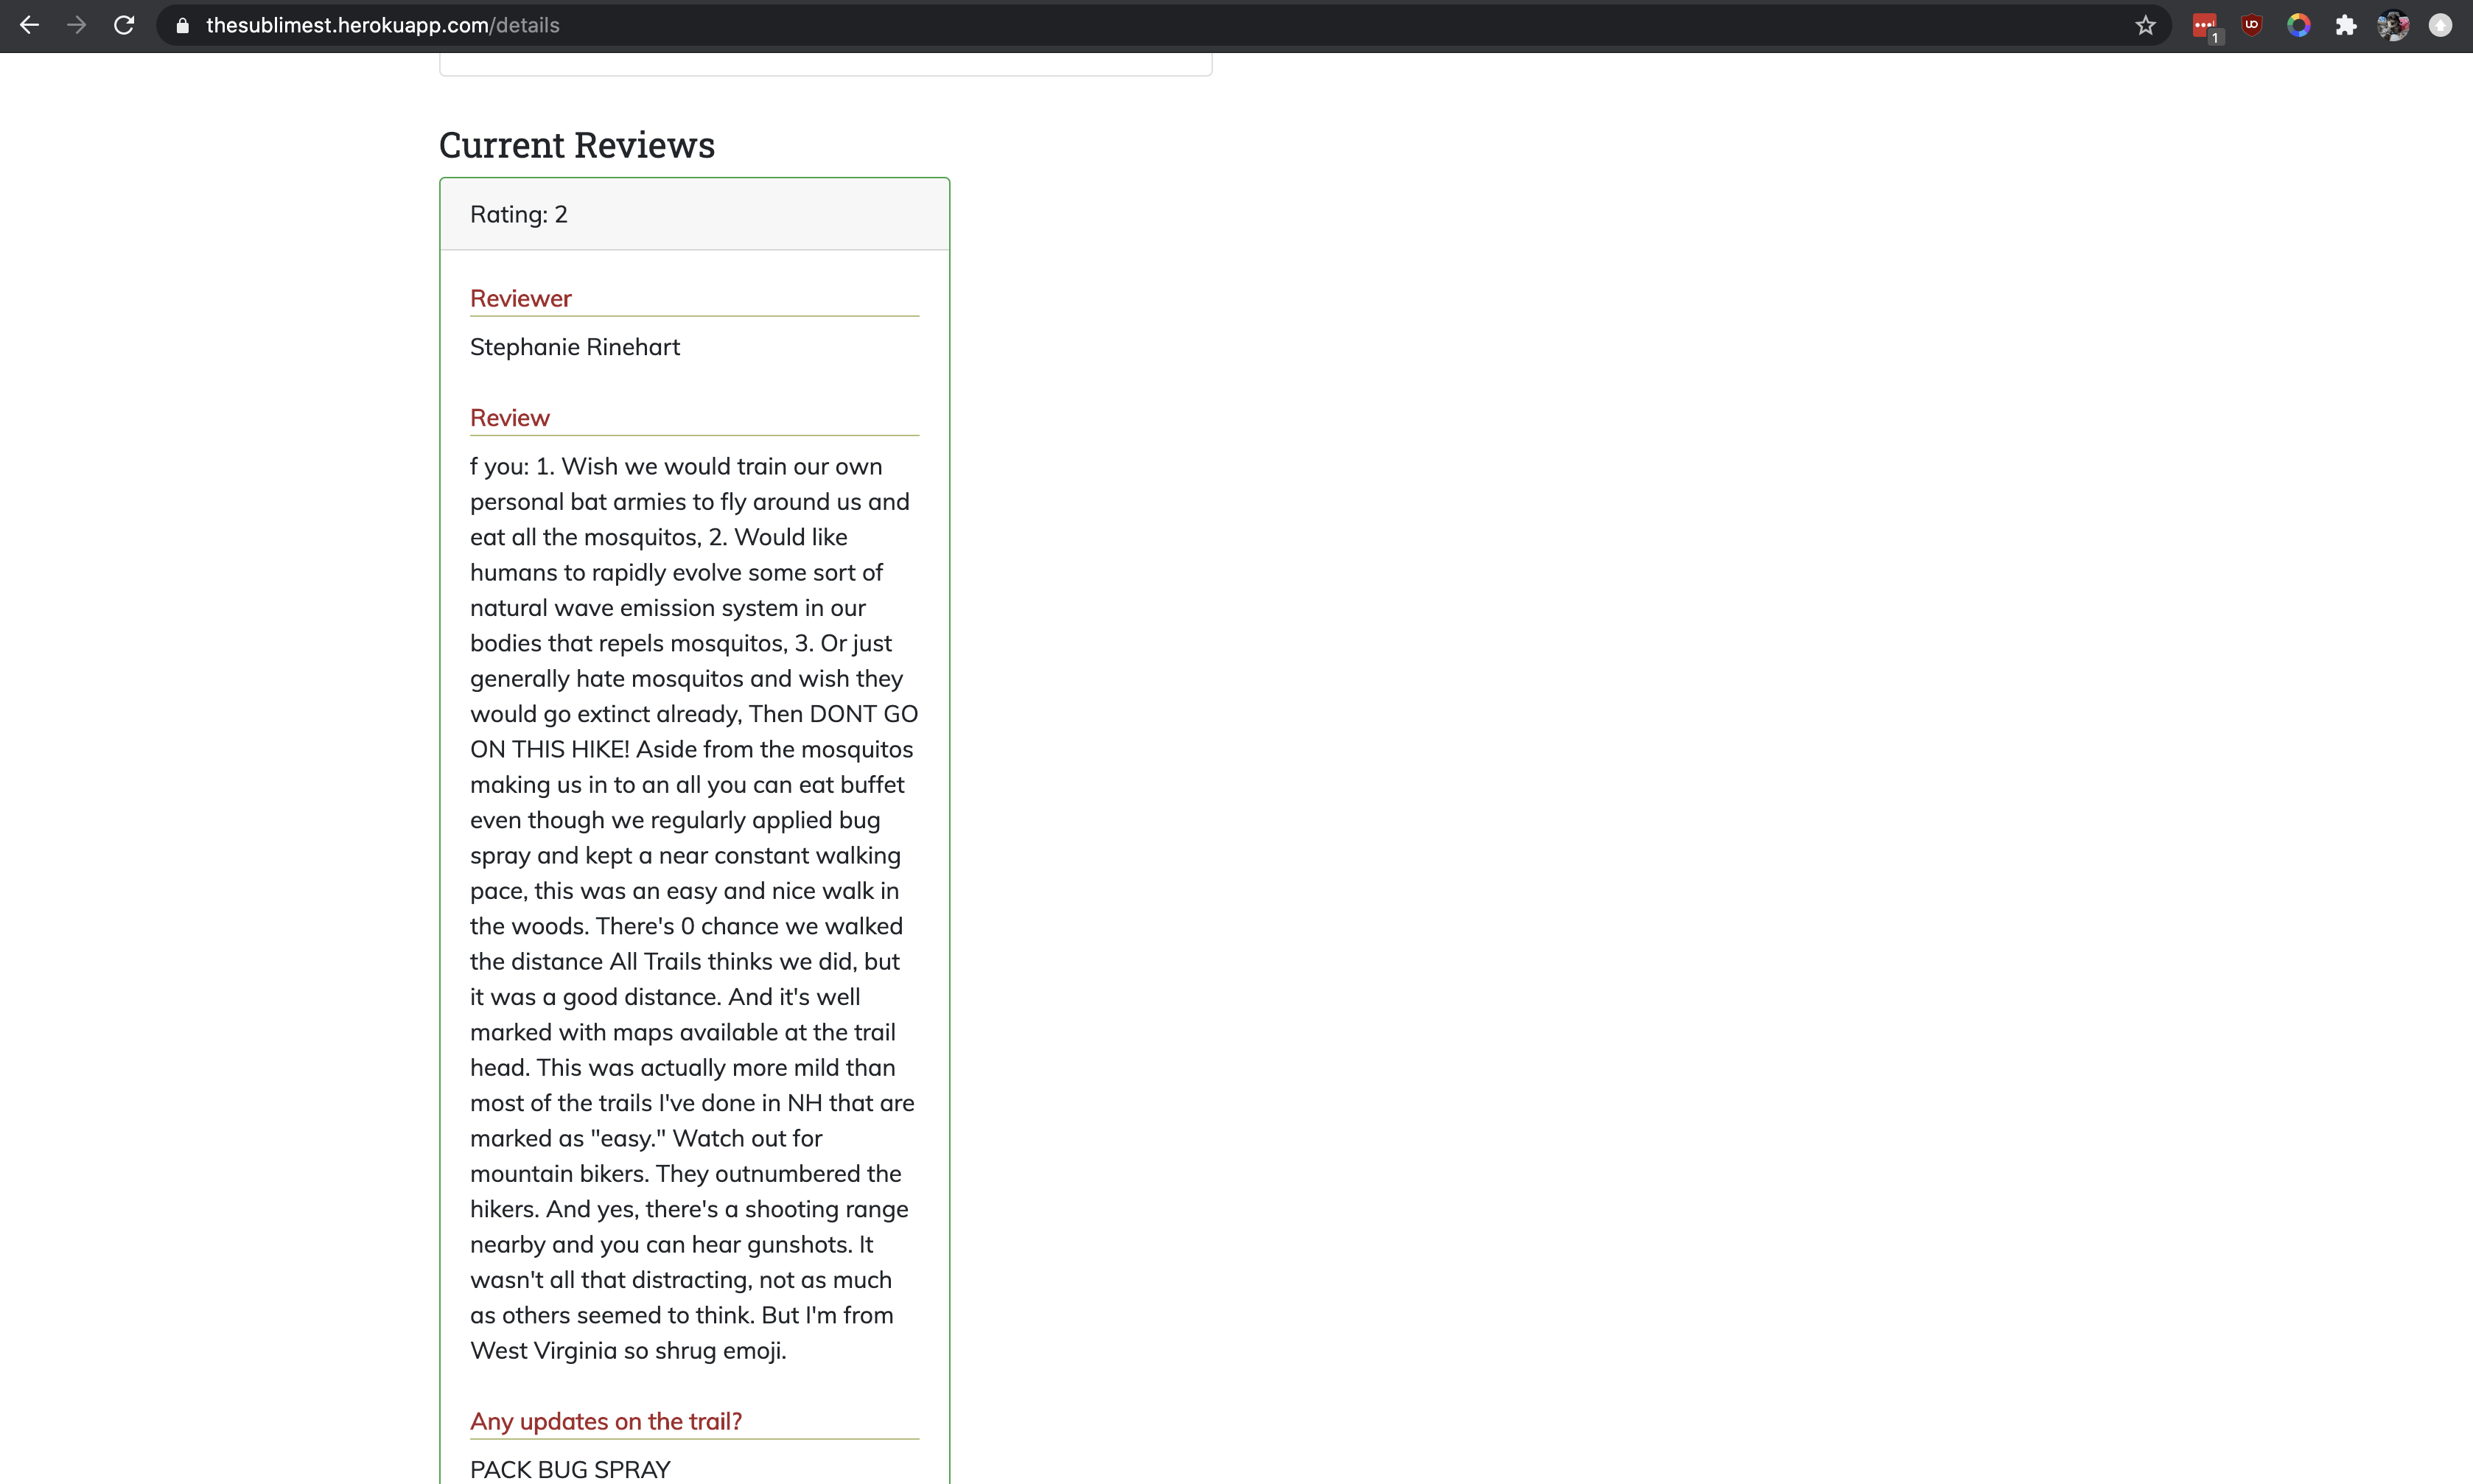 thesublimest.herokuapp.com/details
1
Current Reviews
Rating: 2
Reviewer
Stephanie Rinehart
Review
f you: 1. Wish we would train our own
personal bat armies to fly around us and
eat all the mosquitos, 2. Would like
humans to rapidly evolve some sort of
natural wave emission system in our
bodies that repels mosquitos, 3. Or just
generally hate mosquitos and wish they
would go extinct already, Then DONT GO
ON THIS HIKE! Aside from the mosquitos
making us in to an all you can eat buffet
even though we regularly applied bug
spray and kept a near constant walking
pace, this was an easy and nice walk in
the woods. There's 0 chance we walked
the distance All Trails thinks we did, but
it was a good distance. And it's well
marked with maps available at the trail
head. This was actually more mild than
most of the trails I've done in NH that are
marked as "easy." Watch out for
mountain bikers. They outnumbered the
hikers. And yes, there's a shooting range
nearby and you can hear gunshots. It
wasn't all that distracting, not as much
as others seemed to think. But I'm from
West Virginia so shrug emoji.
Any updates on the trail?
PACK BUG SPRAY